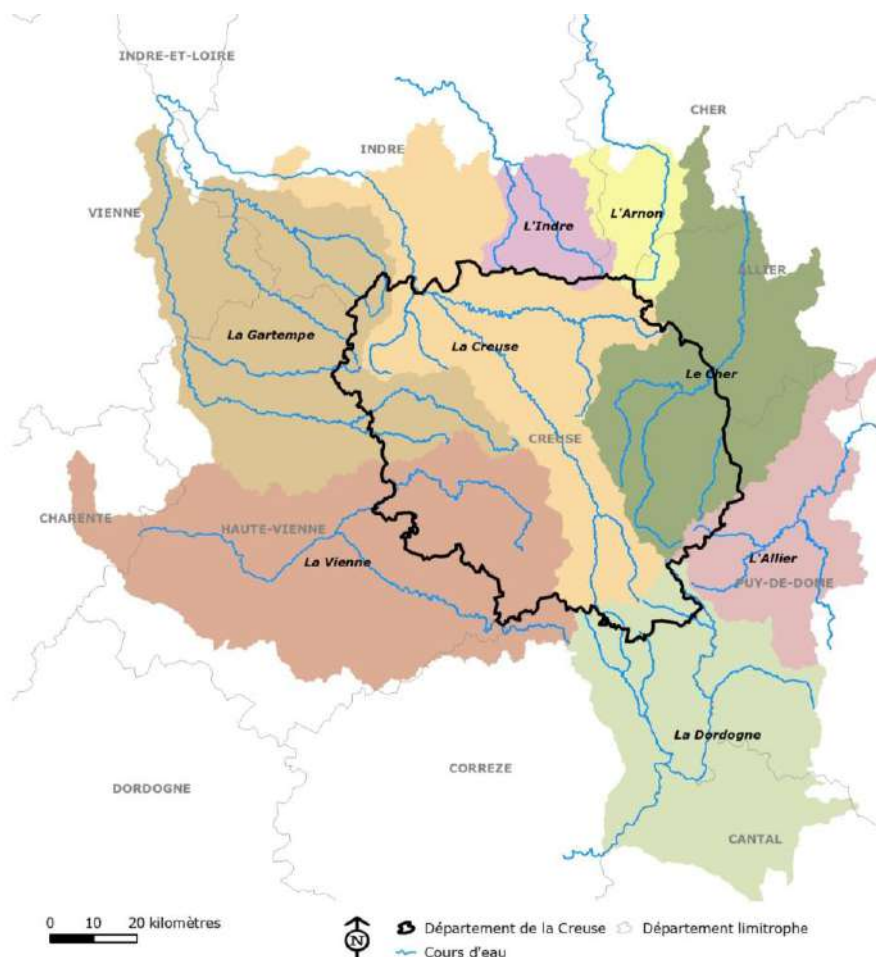 INDRE-ET-LOIRE
CHER
INDRE
VIENNE
L'Indre
L'Arnon
ALLIER
La Gartempe
La Creuse
Le Cher
CREUSE
CHARENTE
HAUTE-VIENNE
La Vienne
L'Allier
PUY-DE-DOME
La Dordogne
CORREZE
DORDOGNE
CANTAL
0 10 20 kilomètres
N
Département de la Creuse Département limitrophe
Cours d'eau